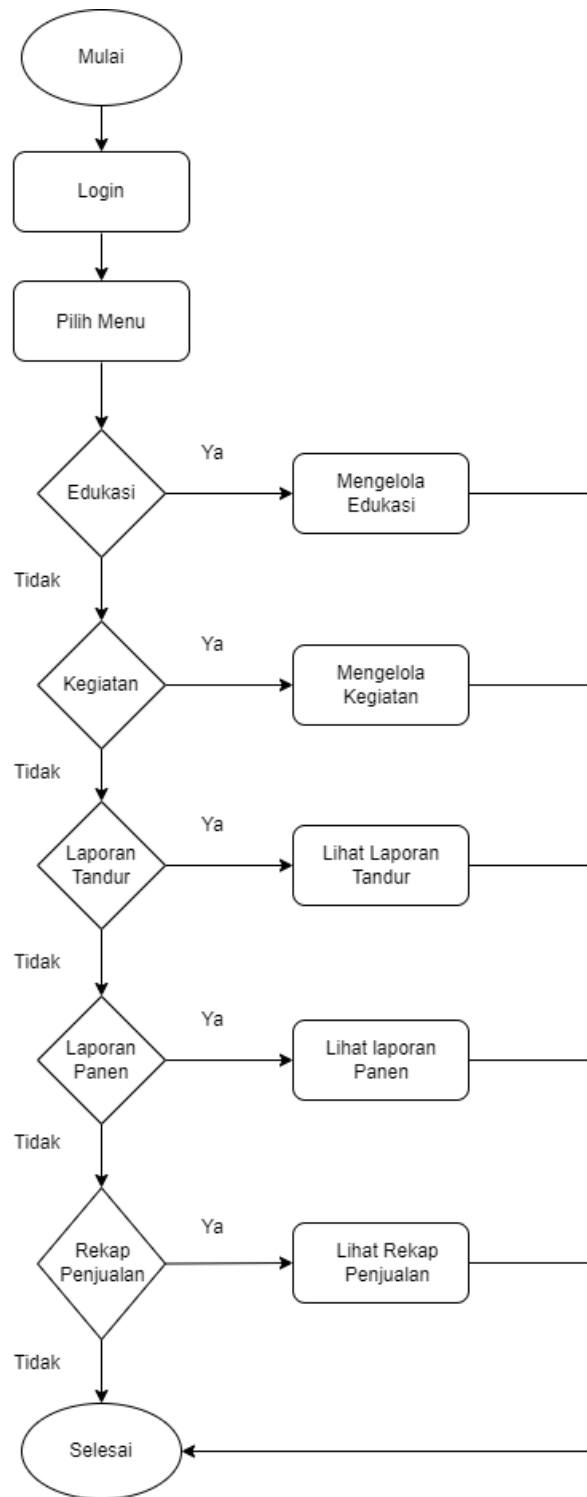 Mulai
Login
Pilih Menu
Edukasi
Ya
Mengelola
Edukasi
Tidak
Kegiatan
Ya
Mengelola
Kegiatan
Tidak
Laporan
Tandur
Ya
Lihat Laporan
Tandur
Tidak
Laporan
Panen
Ya
Lihat laporan
Panen
Tidak
Rekap
Penjualan
Ya
Lihat Rekap
Penjualan
Tidak
Selesai